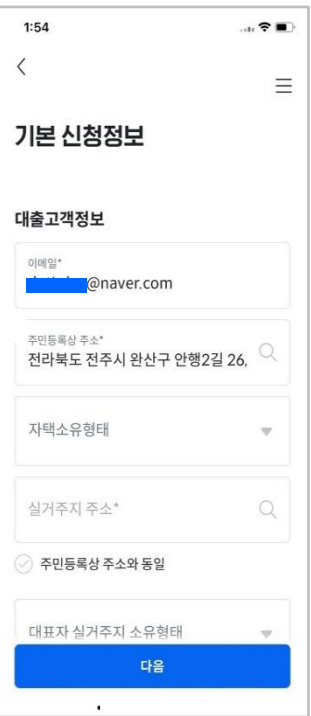 1:54
기본 신청정보
대출고객정보
이메일*
@naver.com
주민등록상 주소*
전라북도 전주시 완산구 안행2길 26,
자택소유형태
실거주지 주소*
주민등록상 주소와 동일
대표자 실거주지 소유형태
다음